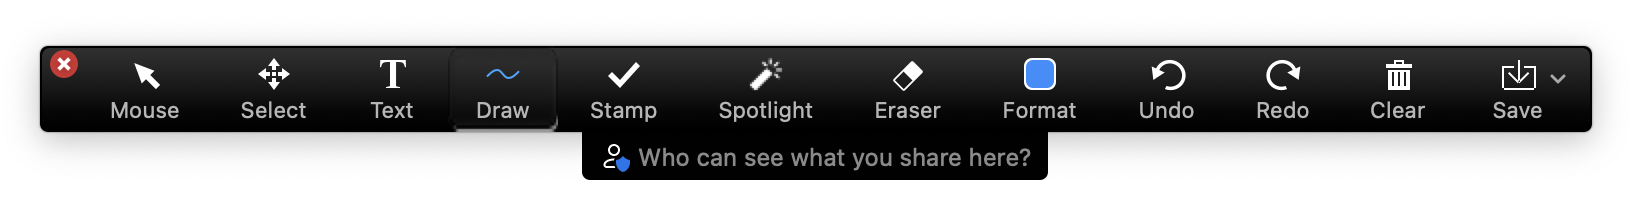 Mouse Select Text Draw Stamp Spotlight Eraser Format Undo Redo Clear Save
Who can see what you share here?